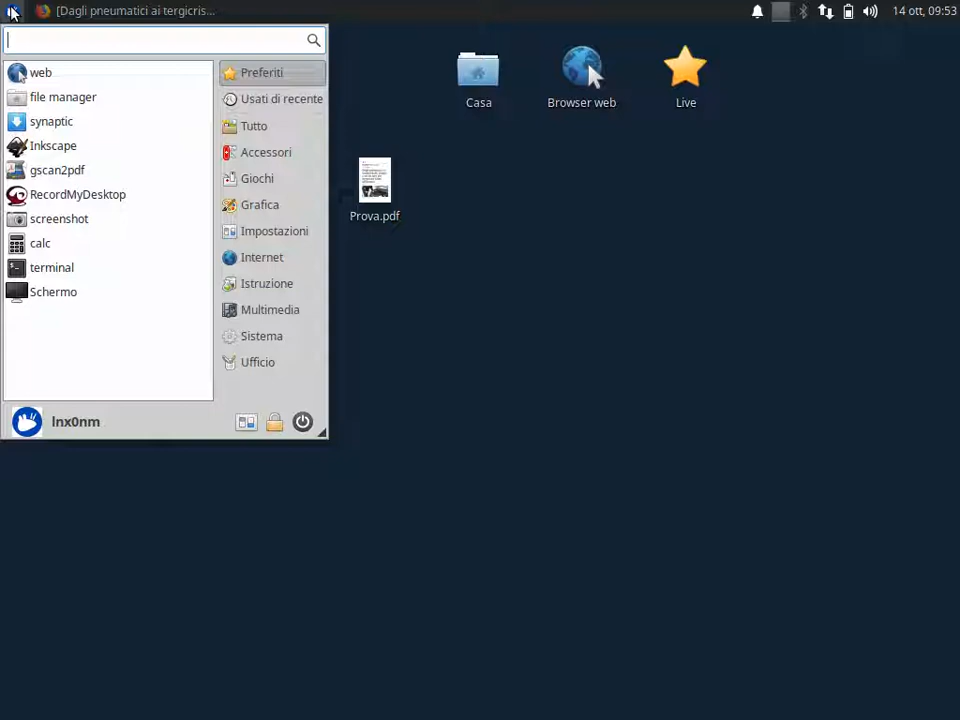 [Dagli pneumatici ai tergicris...
14 ott, 09:53
web
file manager
synaptic
Inkscape
gscan2pdf
RecordMyDesktop
screenshot
calc
terminal
Schermo
Preferiti
Usati di recente
Tutto
Accessori
Giochi
Grafica
Impostazioni
Internet
Istruzione
Multimedia
Sistema
Ufficio
lnx0nm
Casa
Browser web
Live
Prova.pdf